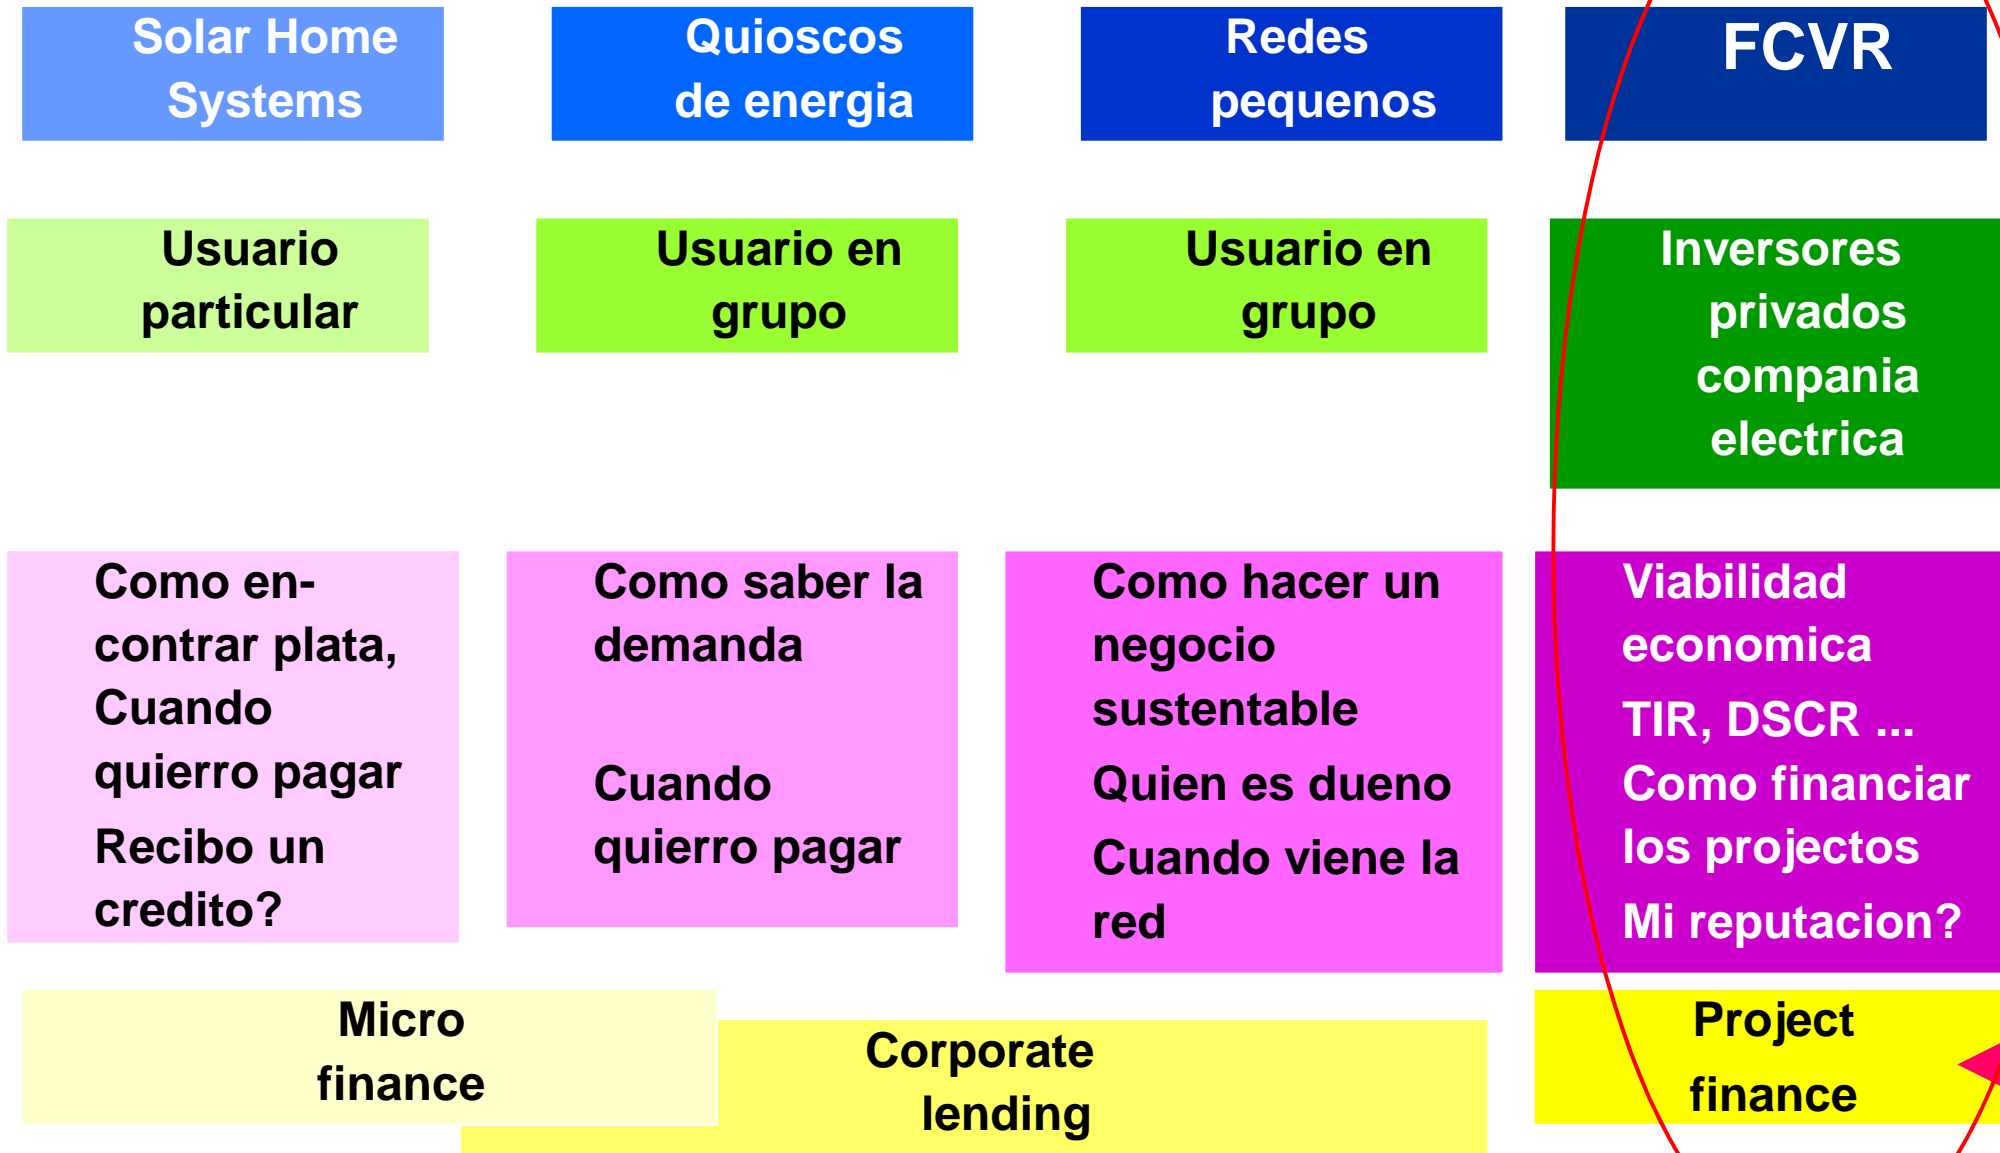 Solar Home
Systems
Quioscos
de energia
Redes
pequenos
FCVR
Usuario
particular
Usuario en
grupo
Usuario en
grupo
Inversores
privados
compania
electrica
Como en-
contrar plata,
Cuando
quierro pagar
Recibo un
credito?
Como saber la
demanda
Cuando
quierro pagar
Como hacer un
negocio
sustentable
Quien es dueno
Cuando viene la
red
Viabilidad
economica
TIR, DSCR ...
Como financiar
los projectos
Mi reputacion?
Micro
finance
Corporate
lending
Project
finance